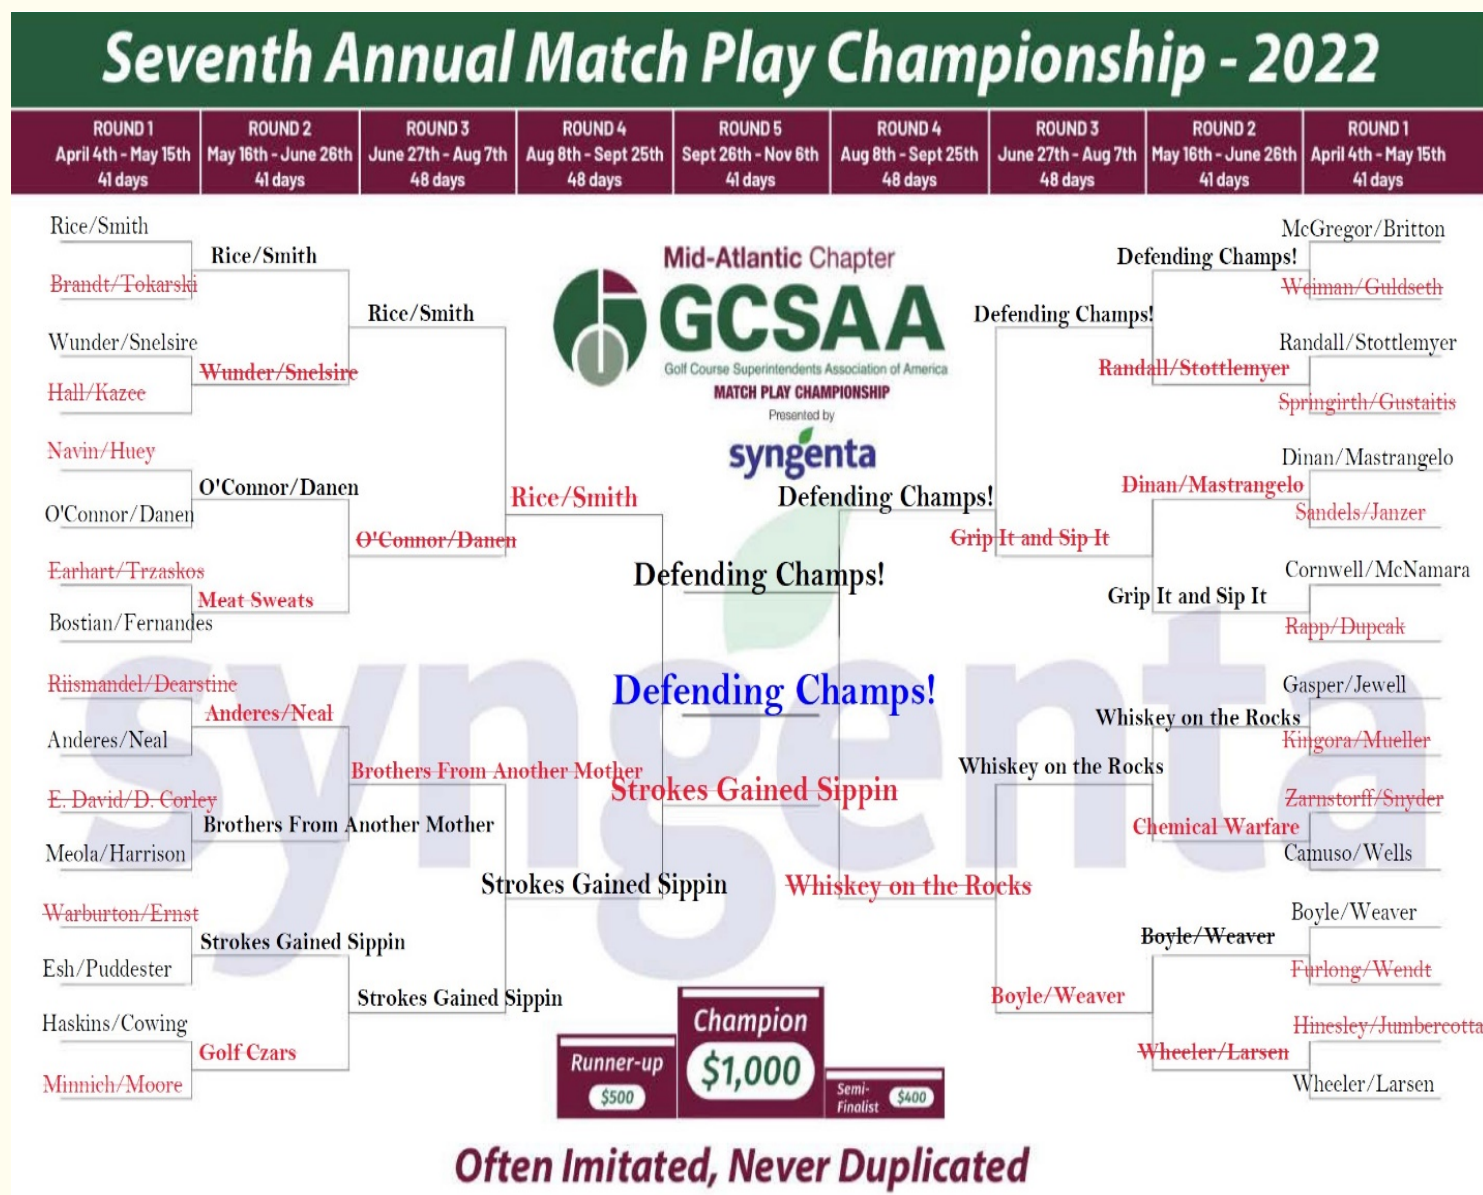 Seventh Annual Match Play Championship - 2022
ROUND 1
April 4th - May 15th
41 days
ROUND 2
May 16th - June 26th
41 days
ROUND 3
June 27th - Aug 7th
48 days
ROUND 4
Aug 8th - Sept 25th
48 days
ROUND 5
Sept 26th - Nov 6th
41 days
ROUND 4
Aug 8th - Sept 25th
48 days
ROUND 3
June 27th - Aug 7th
48 days
ROUND 2
May 16th - June 26th
41 days
ROUND 1
April 4th - May 15th
41 days
Rice/Smith
Brandt/Tokarski
Wunder/Snelsire
Hall/Kazee
Navin/Huey
O'Connor/Danen
Earhart/Trzaskos
Bostian/Fernandes
Riismandel/Dearstine
Anderes/Neal
E. David/D. Corley
Meola/Harrison
Warburton/Ernst
Esh/Puddester
Haskins/Cowing
Minnich/Moore
Rice/Smith
Wunder/Snelsire
O'Connor/Danen
Meat Sweats
Anderes/Neal
Brothers From Another Mother
Strokes Gained Sippin
Golf Czars
Rice/Smith
O'Connor/Danen
Brothers From Another Mother
Strokes Gained Sippin
Rice/Smith
Strokes Gained Sippin
Mid-Atlantic Chapter
GCSAA
Golf Course Superintendents Association of America
MATCH PLAY CHAMPIONSHIP
Presented by
syngenta
Defending Champs!
Defending Champs!
Strokes Gained Sippin
syngenta
Defending Champs!
Whiskey on the Rocks
Defending Champs!
Grip It and Sip It
Whiskey on the Rocks
Boyle/Weaver
Defending Champs!
Randall/Stottlemyer
Dinan/Mastrangelo
Grip It and Sip It
Whiskey on the Rocks
Chemical Warfare
Boyle/Weaver
Wheeler/Larsen
McGregor/Britton
Weiman/Guldseth
Randall/Stottlemyer
Springirth/Gustaitis
Dinan/Mastrangelo
Sandels/Janzer
Cornwell/McNamara
Rapp/Dupcak
Gasper/Jewell
Kingora/Mueller
Zarnstorff/Snyder
Camuso/Wells
Boyle/Weaver
Furlong/Wendt
Hinesley/Jumbercotta
Wheeler/Larsen
Runner-up
$500
Champion
$1,000
Semi-
Finalist
$400
Often Imitated, Never Duplicated